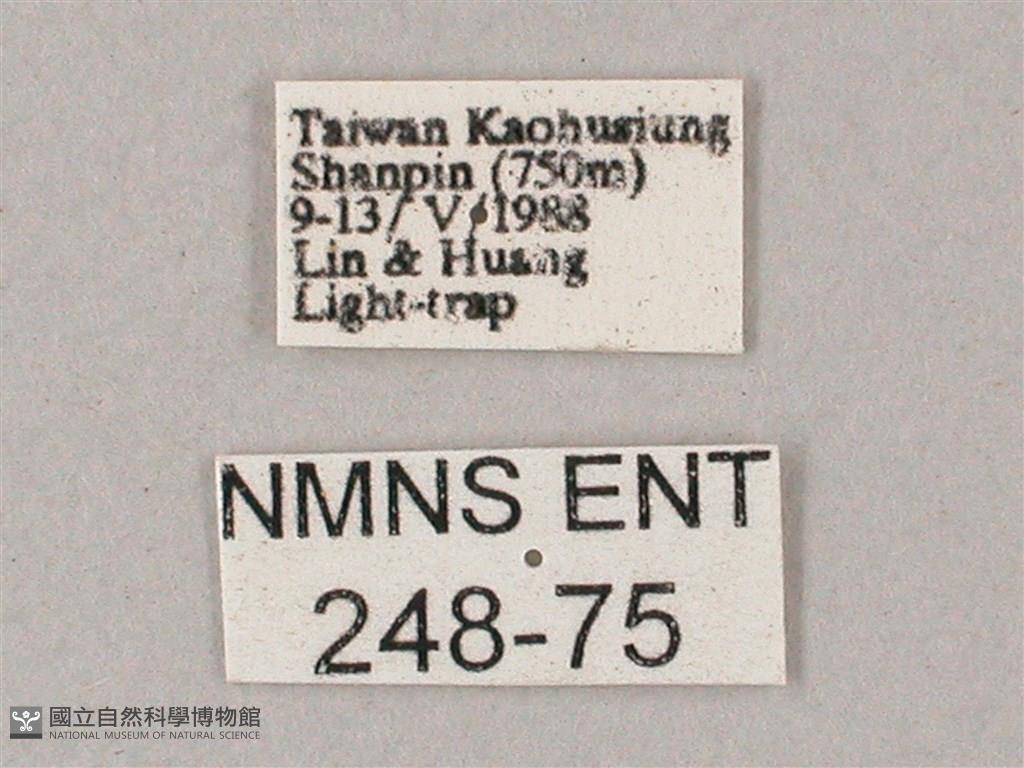 Taiwan Kaohusiung
Shanpin (750m)
9-13/ V/1988
Lin & Huang
Light-trap
NMNS ENT
248-75
國立自然科學博物館
NATIONAL MUSEUM OF NATURAL SCIENCE